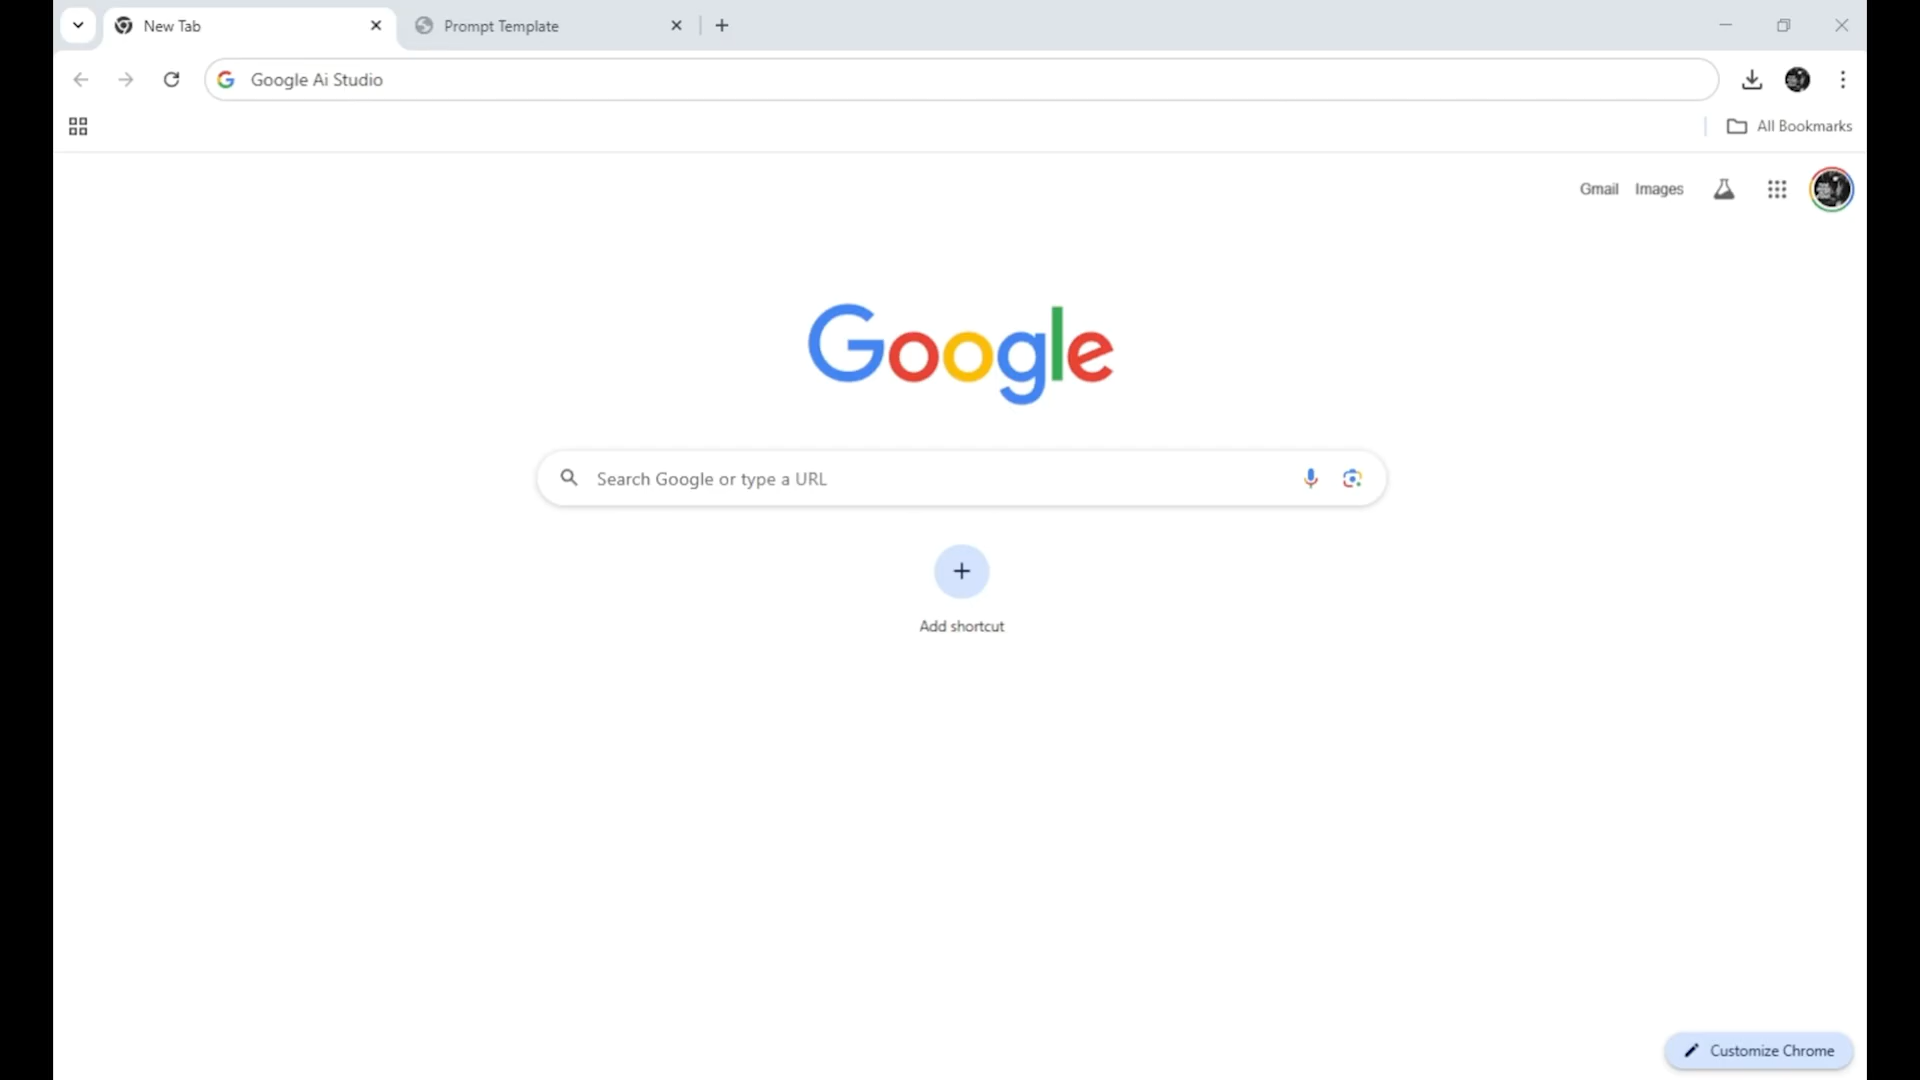 New Tab
Prompt Template
Google Ai Studio
All Bookmarks
Gmail Images
Google
Search Google or type a URL
Add shortcut
Customize Chrome